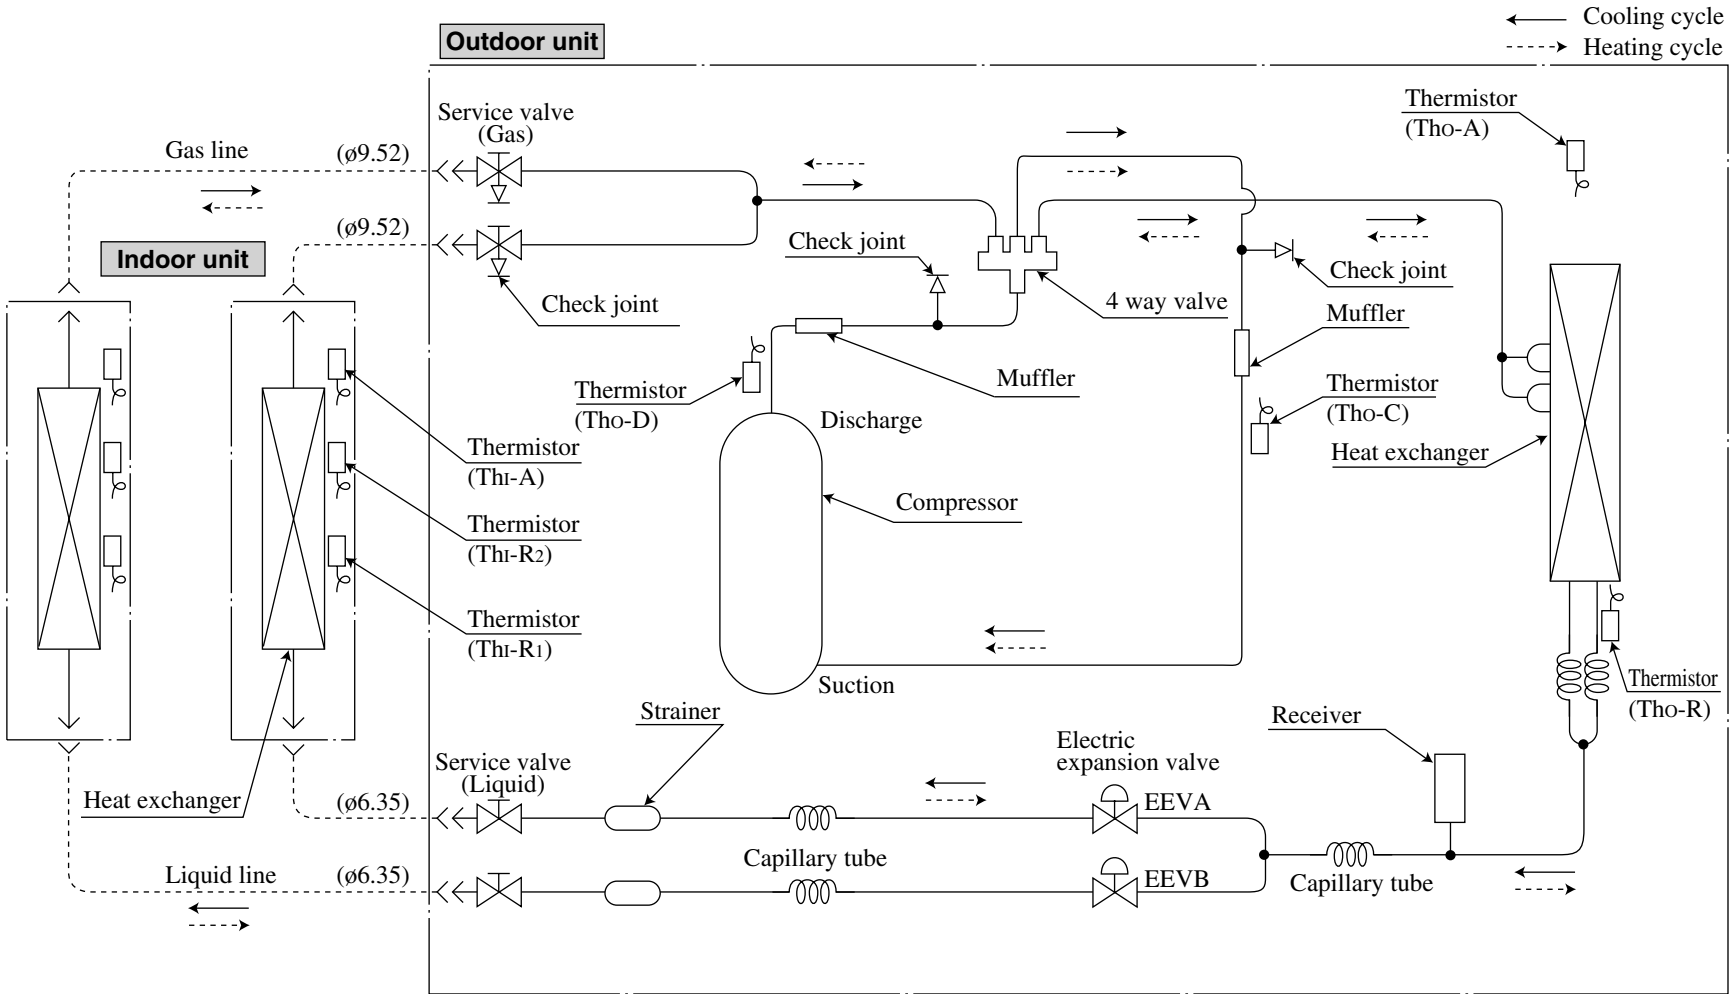 Cooling cycle
Heating cycle
Outdoor unit
Service valve
(Gas)
Thermistor
(ThO-A)
Gas line
(ø9.52)
(ø9.52)
Indoor unit
Check joint
Check joint
4 way valve
Check joint
Muffler
Thermistor
(ThO-D)
Muffler
Thermistor
(ThO-C)
Discharge
Heat exchanger
Thermistor
(ThI-A)
Compressor
Thermistor
(ThI-R2)
Thermistor
(ThI-R1)
Suction
Thermistor
(ThO-R)
Strainer
Receiver
Service valve
(Liquid)
Electric
expansion valve
Heat exchanger
(ø6.35)
EEVA
Capillary tube
Liquid line
(ø6.35)
EEVB
Capillary tube